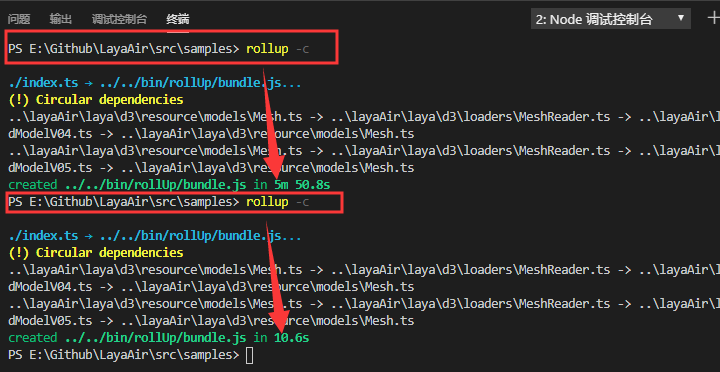 问题 输出 调试控制台 终端 2: Node 调试控制台
PS E:\Github\LayaAir\src\samples> rollup -c
./index.ts → ../../bin/rollUp/bundle.js...
(!) Circular dependencies
..\layaAir\laya\d3\resource\models\Mesh.ts -> ..\layaAir\laya\d3\loaders\MeshReader.ts -> ..\layaAir\l
dModelV04.ts -> ..\layaAir\laya\d3\resource\models\Mesh.ts
..\layaAir\laya\d3\resource\models\Mesh.ts -> ..\layaAir\laya\d3\loaders\MeshReader.ts -> ..\layaAir\l
dModelV05.ts -> ..\layaAir\laya\d3\resource\models\Mesh.ts
created ../../bin/rollUp/bundle.js in 5m 50.8s
PS E:\Github\LayaAir\src\samples> rollup -c
./index.ts → ../../bin/rollUp/bundle.js...
(!) Circular dependencies
..\layaAir\laya\d3\resource\models\Mesh.ts -> ..\layaAir\laya\d3\loaders\MeshReader.ts -> ..\layaAir\l
dModelV04.ts -> ..\layaAir\laya\d3\resource\models\Mesh.ts
..\layaAir\laya\d3\resource\models\Mesh.ts -> ..\layaAir\laya\d3\loaders\MeshReader.ts -> ..\layaAir\l
dModelV05.ts -> ..\layaAir\laya\d3\resource\models\Mesh.ts
created ../../bin/rollUp/bundle.js in 10.6s
PS E:\Github\LayaAir\src\samples>